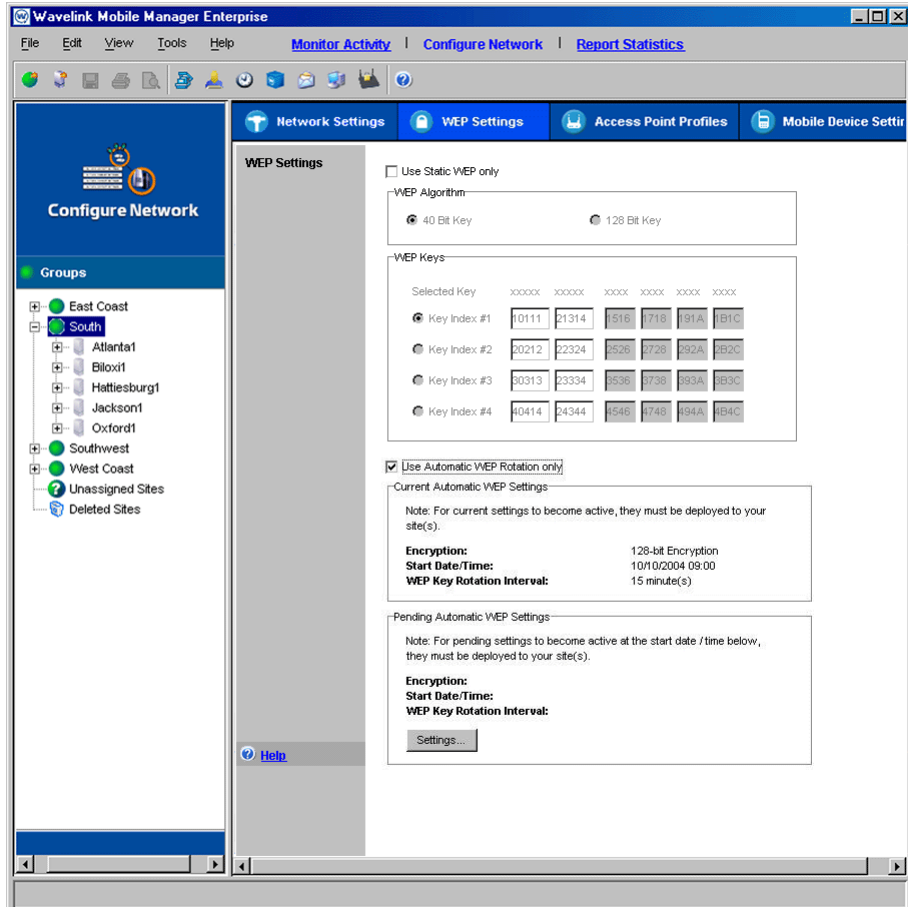 Wavelink Mobile Manager Enterprise
File Edit View Tools Help Monitor Activity | Configure Network | Report Statistics
Network Settings WEP Settings Access Point Profiles Mobile Device Settin
Configure Network
Groups
East Coast
South
Atlanta1
Biloxi1
Hattiesburg1
Jackson1
Oxford1
Southwest
West Coast
Unassigned Sites
Deleted Sites
WEP Settings
Help
Use Static WEP only
WEP Algorithm
40 Bit Key 128 Bit Key
WEP Keys
Selected Key xxxxx xxxxx xxxx xxxx xxxx xxxx
Key Index #1 10111 21314 1516 1718 191A 1B1C
Key Index #2 20212 22324 2526 2728 292A 2B2C
Key Index #3 30313 23334 3536 3738 393A 3B3C
Key Index #4 40414 24344 4546 4748 494A 4B4C
Use Automatic WEP Rotation only
Current Automatic WEP Settings
Note: For current settings to become active, they must be deployed to your
site(s).
Encryption: 128-bit Encryption
Start Date/Time: 10/10/2004 09:00
WEP Key Rotation Interval: 15 minute(s)
Pending Automatic WEP Settings
Note: For pending settings to become active at the start date / time below,
they must be deployed to your site(s).
Encryption:
Start Date/Time:
WEP Key Rotation Interval:
Settings...